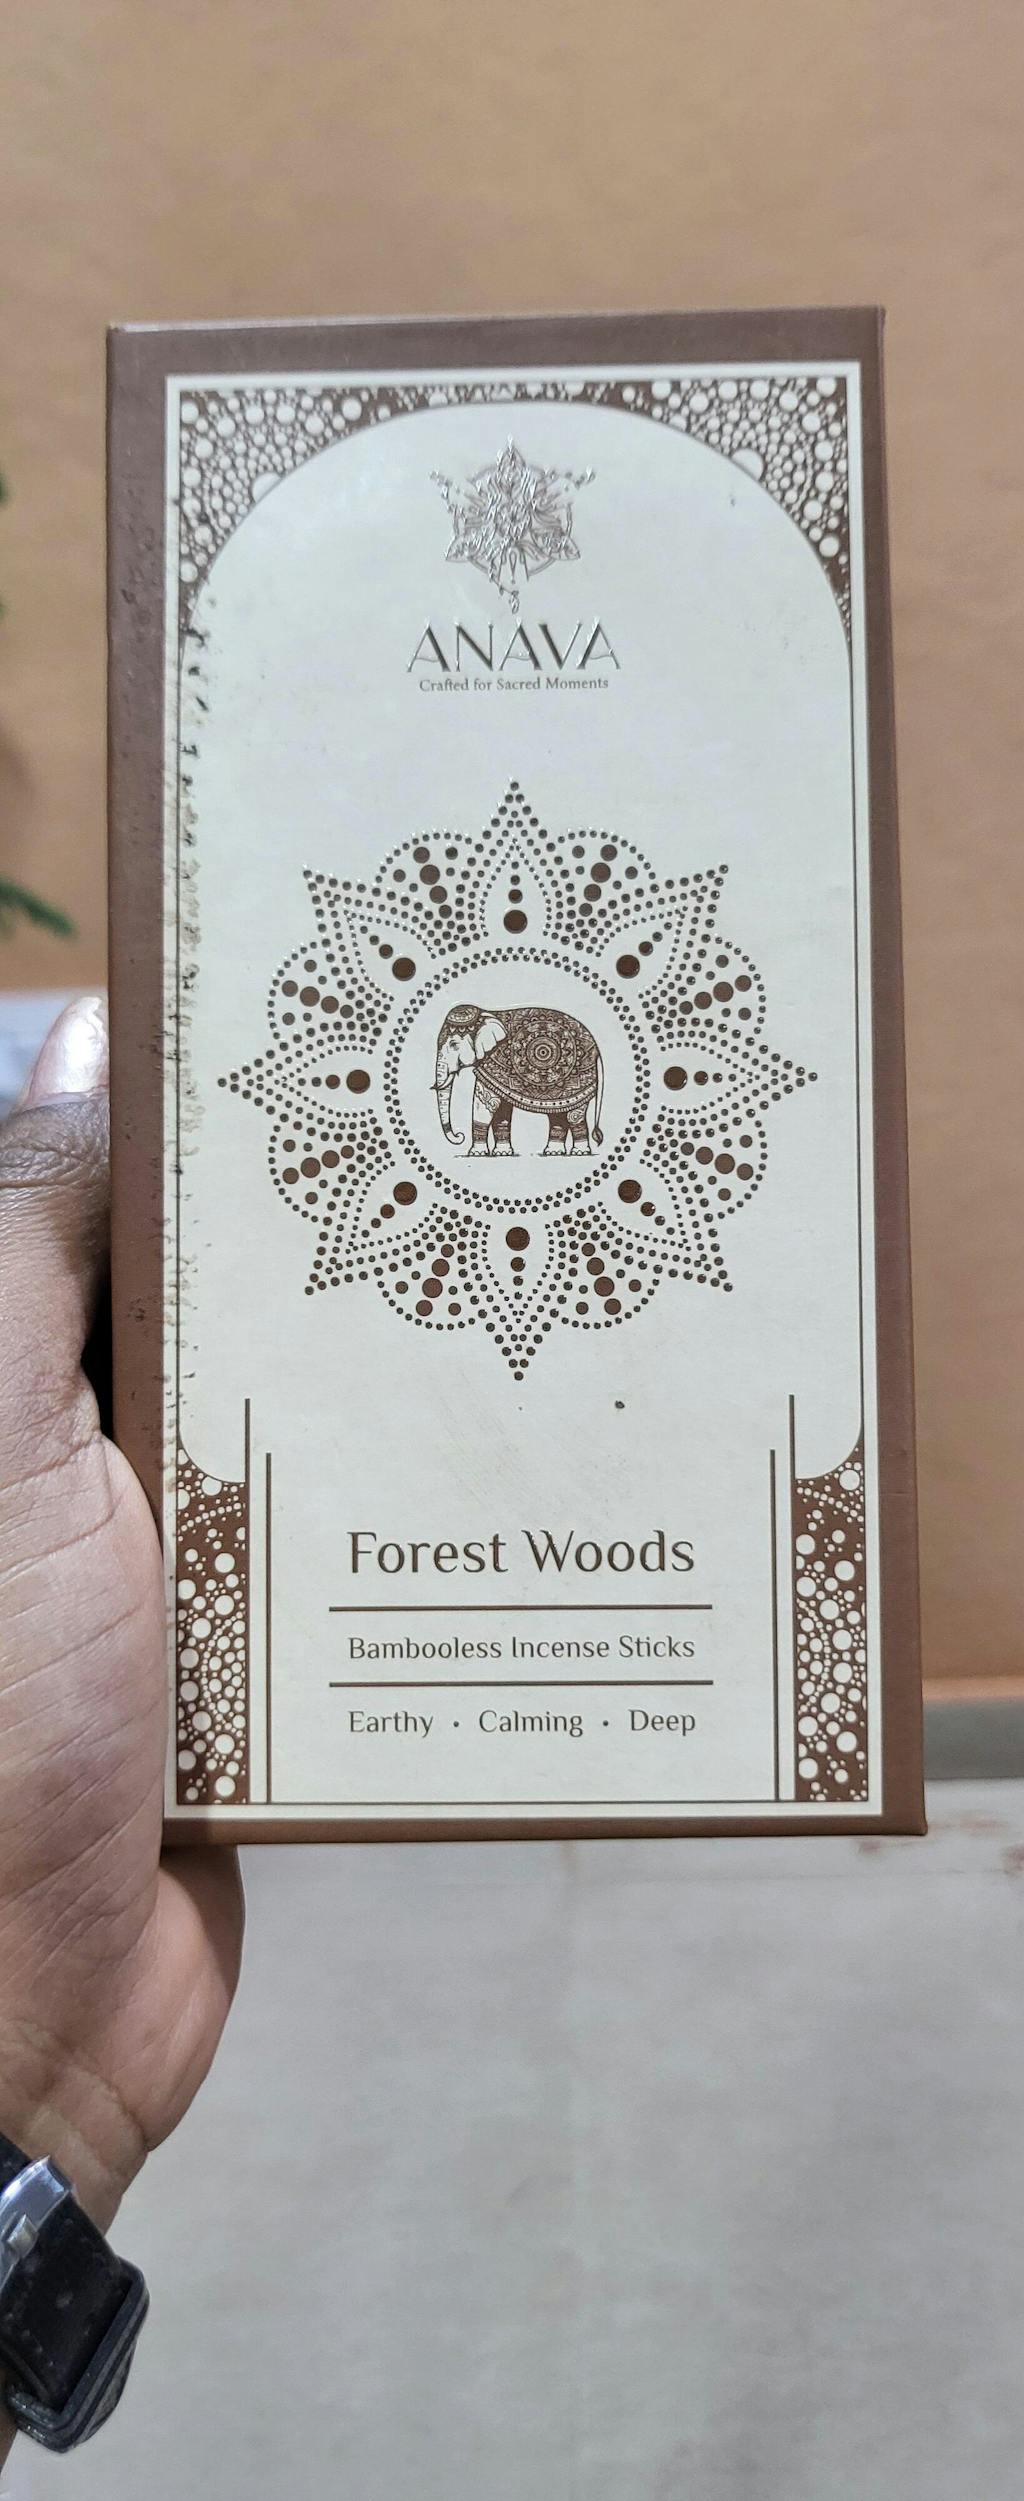 ANAVA
Crafted for Sacred Moments
Forest Woods
Bambooless Incense Sticks
Earthy • Calming • Deep